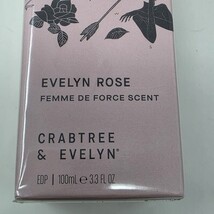 EVELYN ROSE
FEMME DE FORCE SCENT
CRABTREE
& EVELYN®
EDP | 100mL ℮ 3.3 FL OZ